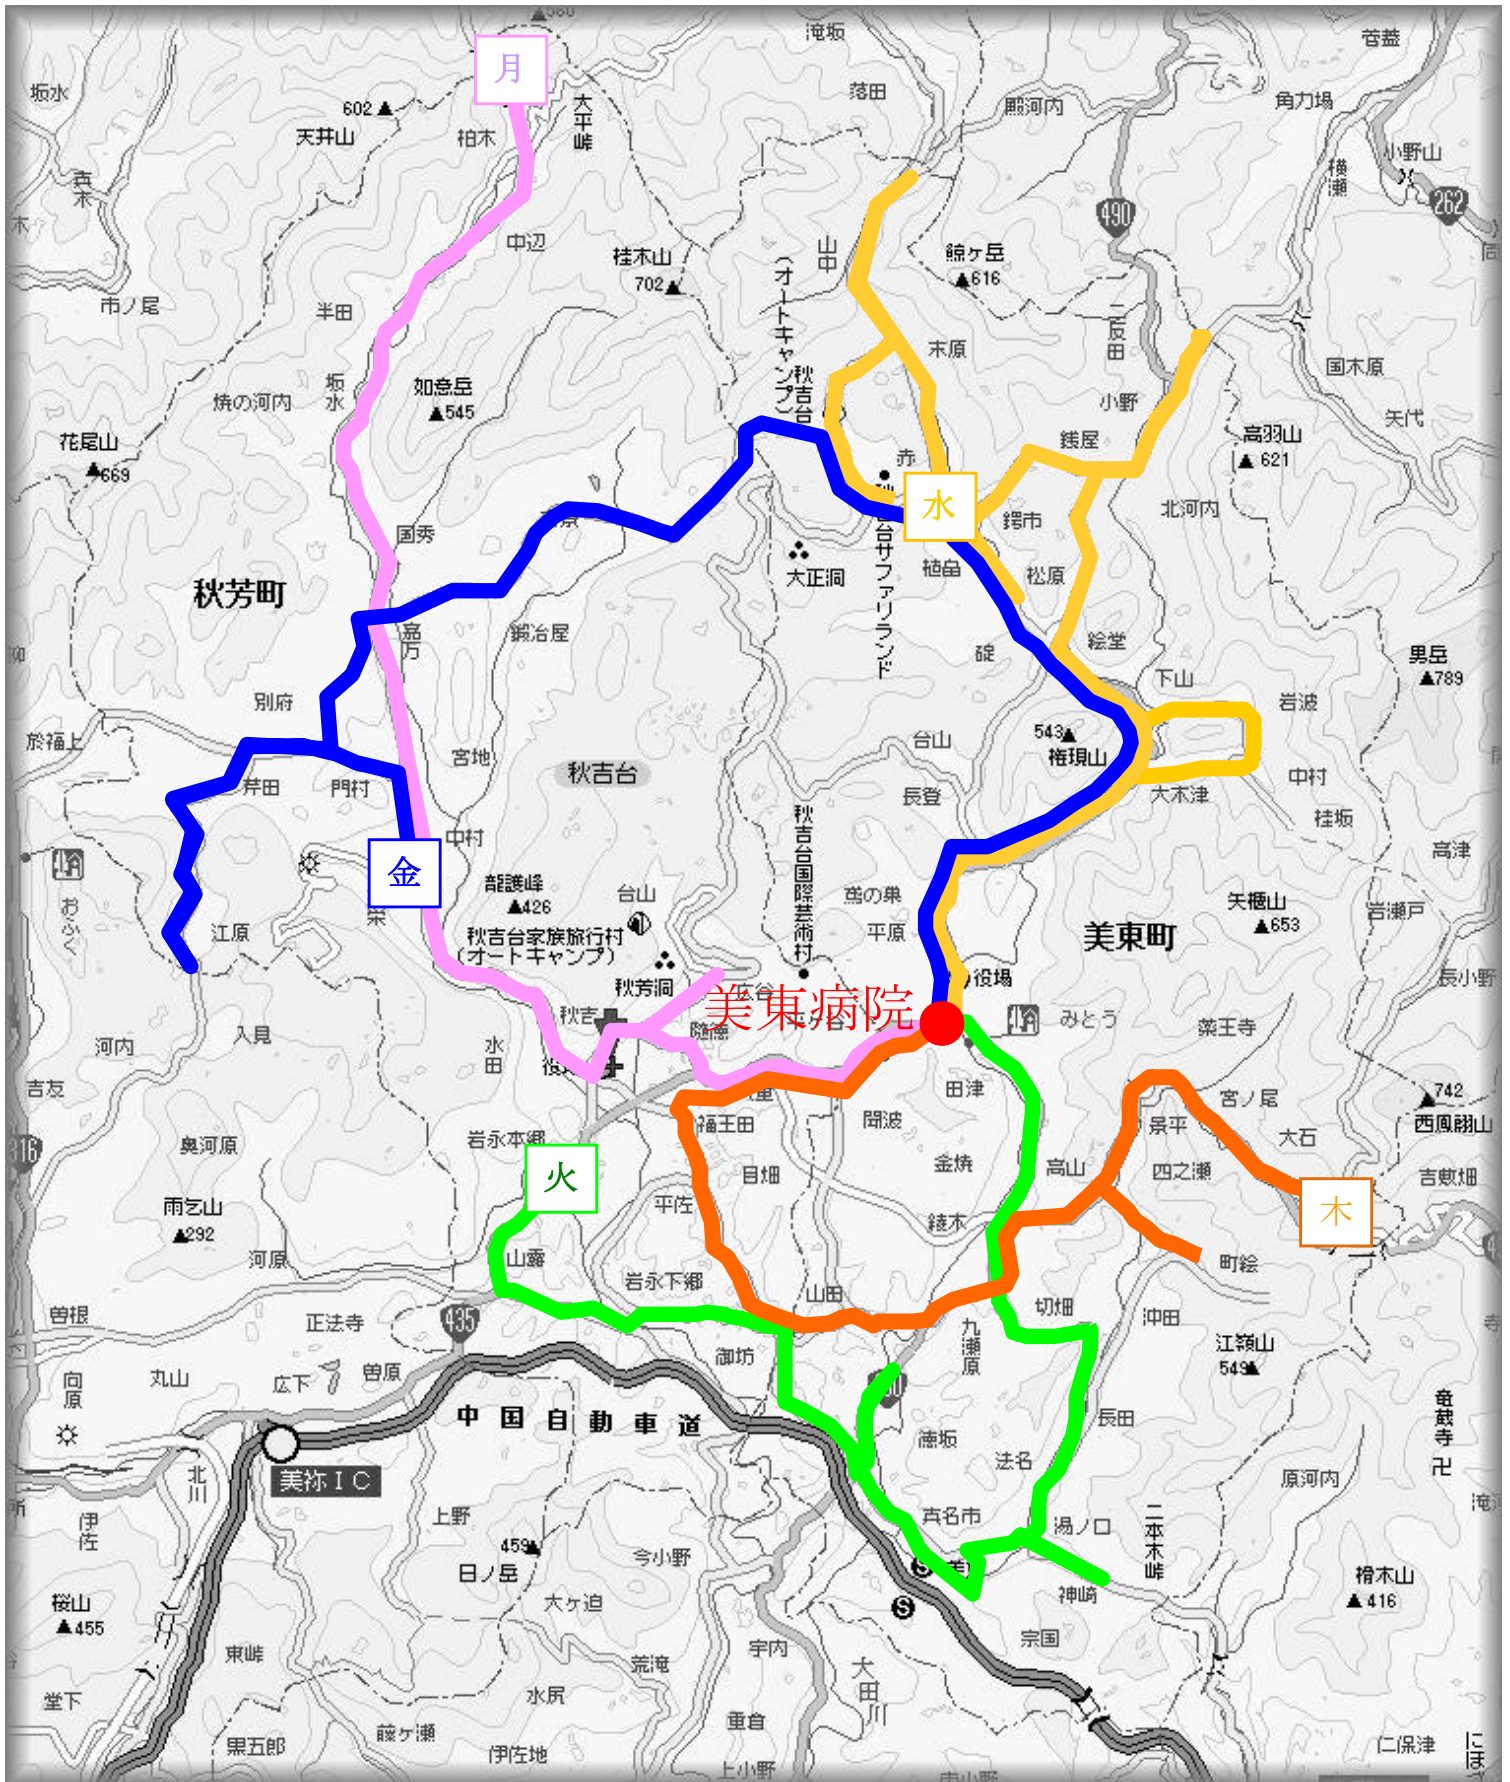 ▲580
滝坂
菅蓋
月
坂水
602▲
天井山
柏木
大平峠
落田
殿河内
角力場
小野山
横瀬
490
262
中辺
桂木山
702▲
山中
鯨ヶ岳
▲616
市ノ尾
半田
(オートキャンプ)
秋吉台
末原
二反田
国木原
坂水
如意岳
▲545
焼の河内
小野
矢代
花尾山
▲669
銭屋
高羽山
▲621
赤
水
鍔市
北河内
国秀
大正洞
植畠
松原
秋芳町
嘉万
鍛冶屋
碇
絵堂
男岳
▲789
下山
別府
岩波
於福上
宮地
秋吉台
台山
543▲
権現山
中村
芹田
門村
長登
大木津
桂坂
中村
秋吉台国際芸術村
高津
金
龍護峰
▲426
台山
鳶の巣
矢櫃山
▲653
岩瀬戸
おふく
江原
秋吉台家族旅行村
(オートキャンプ)
平原
美東町
秋芳洞
広谷
役場
長小野
美東病院
秋吉
みとう
薬王寺
河内
入見
水田
田津
吉友
宮ノ尾
742
▲
西鳳翩山
316
奥河原
岩永本郷
福王田
間波
景平
大石
火
目畑
金焼
高山
四之瀬
吉敷畑
雨乞山
▲292
平佐
綾木
木
河原
山露
岩永下郷
山田
町絵
曽根
正法寺
435
切畑
沖田
御坊
九瀬原
江嶺山
549▲
向原
丸山
広下
曽原
中国自動車道
長田
竜蔵寺
徳坂
法名
美祢IC
北川
原河内
伊佐
上野
真名市
湯ノ口
二本木峠
459▲
日ノ岳
今小野
桜山
▲455
大ヶ迫
神崎
榾木山
▲416
東峠
宇内
宗国
荒滝
大田川
堂下
水尻
重倉
藤ヶ瀬
黒五郎
伊佐地
仁保津
上小野